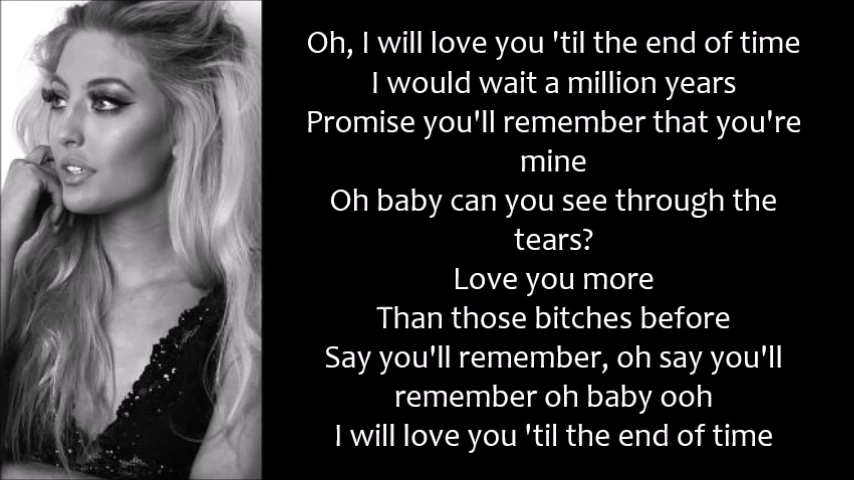 Oh, I will love you 'til the end of time
I would wait a million years
Promise you'll remember that you're
mine
Oh baby can you see through the
tears?
Love you more
Than those bitches before
Say you'll remember, oh say you'll
remember oh baby ooh
I will love you 'til the end of time